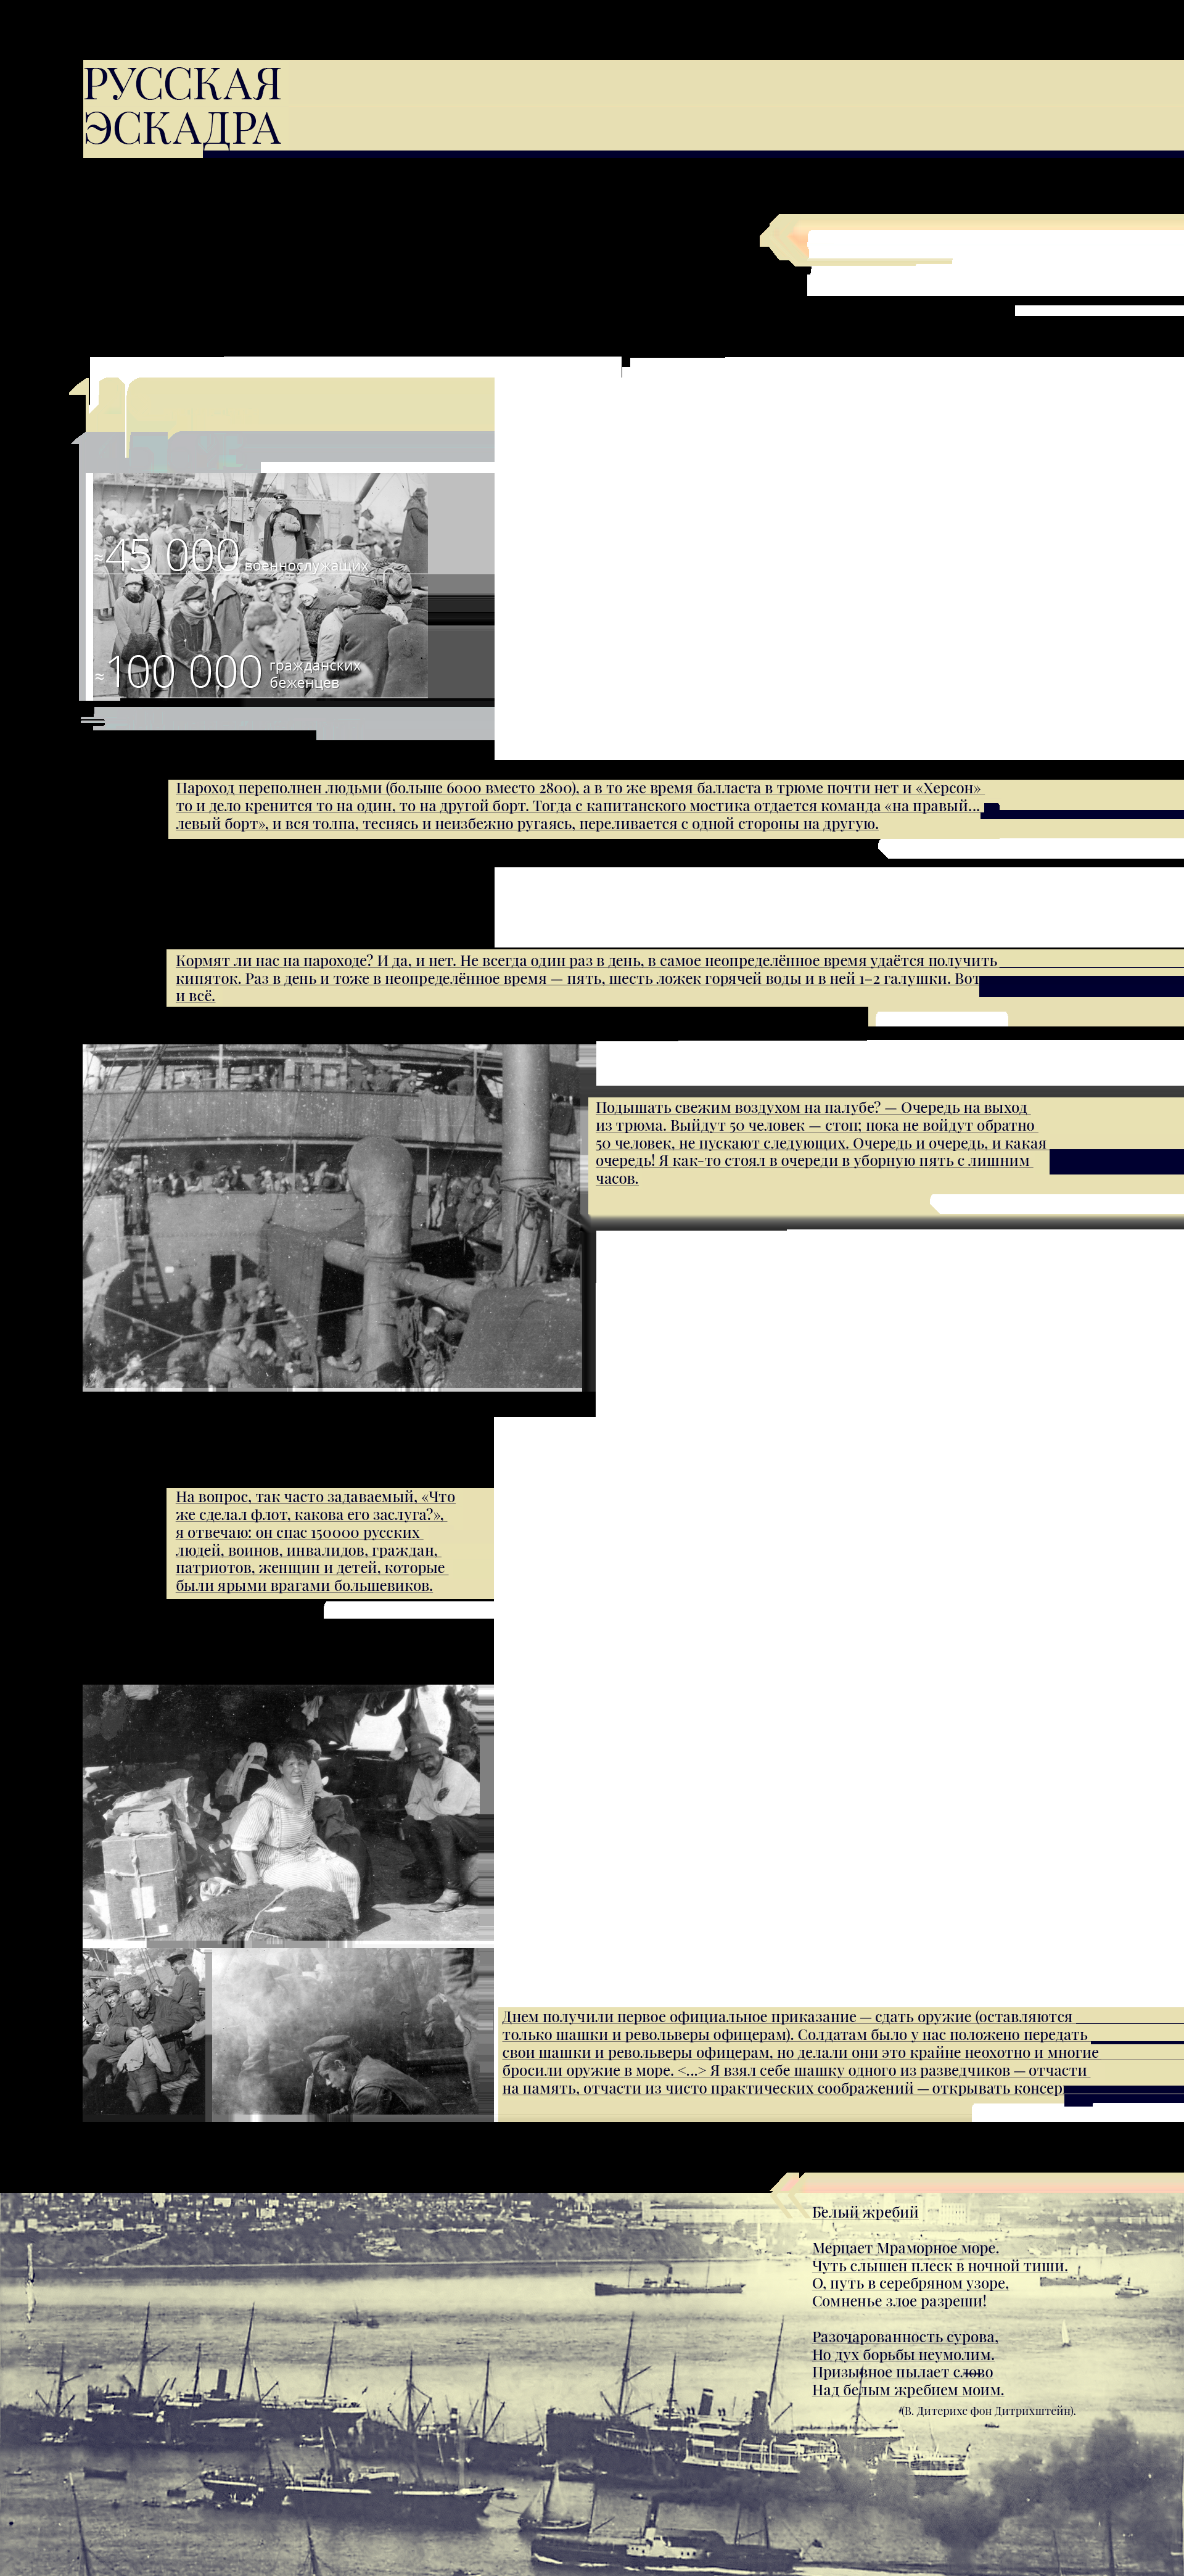 РУССКАЯ
ЭСКАДРА
≈45 000 военнослужащих
≈100 000 гражданских
беженцев
Пароход переполнен людьми (больше 6000 вместо 2800), а в то же время балласта в трюме почти нет и «Херсон»
то и дело кренится то на один, то на другой борт. Тогда с капитанского мостика отдается команда «на правый...
левый борт», и вся толпа, теснясь и неизбежно ругаясь, переливается с одной стороны на другую.
Кормят ли нас на пароходе? И да, и нет. Не всегда один раз в день, в самое неопределённое время удаётся получить
кипяток. Раз в день и тоже в неопределённое время — пять, шесть ложек горячей воды и в ней 1–2 галушки. Вот
и всё.
Подышать свежим воздухом на палубе? — Очередь на выход
из трюма. Выйдут 50 человек — стоп; пока не войдут обратно
50 человек, не пускают следующих. Очередь и очередь, и какая
очередь! Я как-то стоял в очереди в уборную пять с лишним
часов.
На вопрос, так часто задаваемый, «Что
же сделал флот, какова его заслуга?»,
я отвечаю: он спас 150000 русских
людей, воинов, инвалидов, граждан,
патриотов, женщин и детей, которые
были ярыми врагами большевиков.
Днем получили первое официальное приказание — сдать оружие (оставляются
только шашки и револьверы офицерам). Солдатам было у нас положено передать
свои шашки и револьверы офицерам, но делали они это крайне неохотно и многие
бросили оружие в море. <...> Я взял себе шашку одного из разведчиков — отчасти
на память, отчасти из чисто практических соображений — открывать консер
«
Белый жребий
Мерцает Мраморное море.
Чуть слышен плеск в ночной тиши.
О, путь в серебряном узоре,
Сомненье злое разреши!
Разочарованность сурова,
Но дух борьбы неумолим.
Призывное пылает слово
Над белым жребием моим.
(В. Дитерихс фон Дитрихштейн).